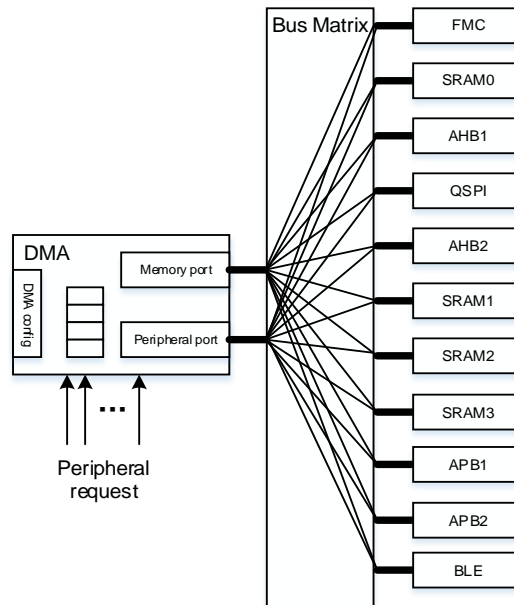 Bus Matrix
FMC
SRAM0
AHB1
QSPI
AHB2
SRAM1
SRAM2
SRAM3
APB1
APB2
BLE
DMA
DMA config
Memory port
Peripheral port
...
Peripheral
request